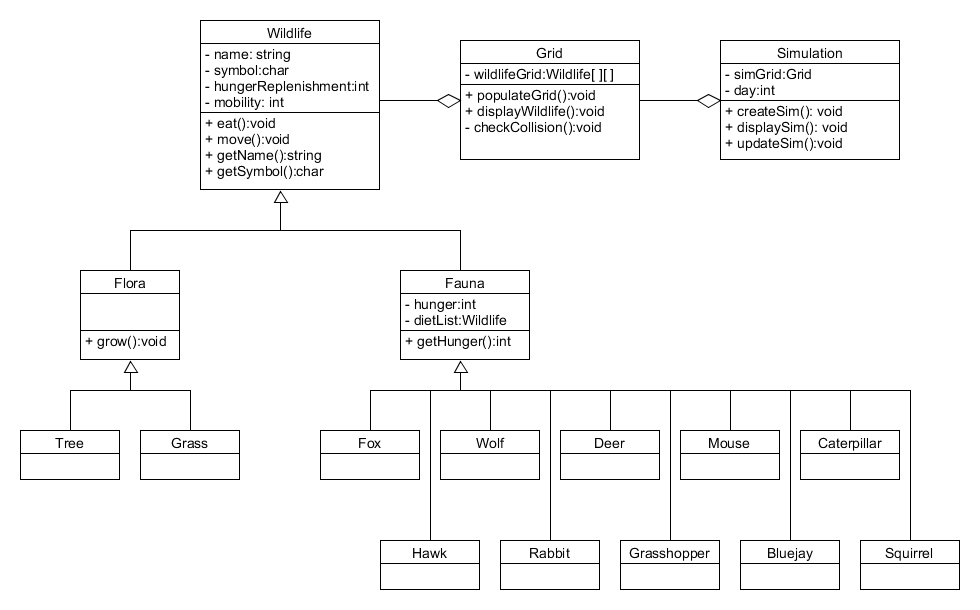 Wildlife
- name: string
- symbol:char
- hungerReplenishment:int
- mobility: int
+ eat():void
+ move():void
+ getName():string
+ getSymbol():char
Grid
- wildlifeGrid:Wildlife[ ][ ]
+ populateGrid():void
+ displayWildlife():void
- checkCollision():void
Simulation
- simGrid:Grid
- day:int
+ createSim(): void
+ displaySim(): void
+ updateSim():void
Flora
+ grow():void
Fauna
- hunger:int
- dietList:Wildlife
+ getHunger():int
Tree
Grass
Fox
Wolf
Deer
Mouse
Caterpillar
Hawk
Rabbit
Grasshopper
Bluejay
Squirrel